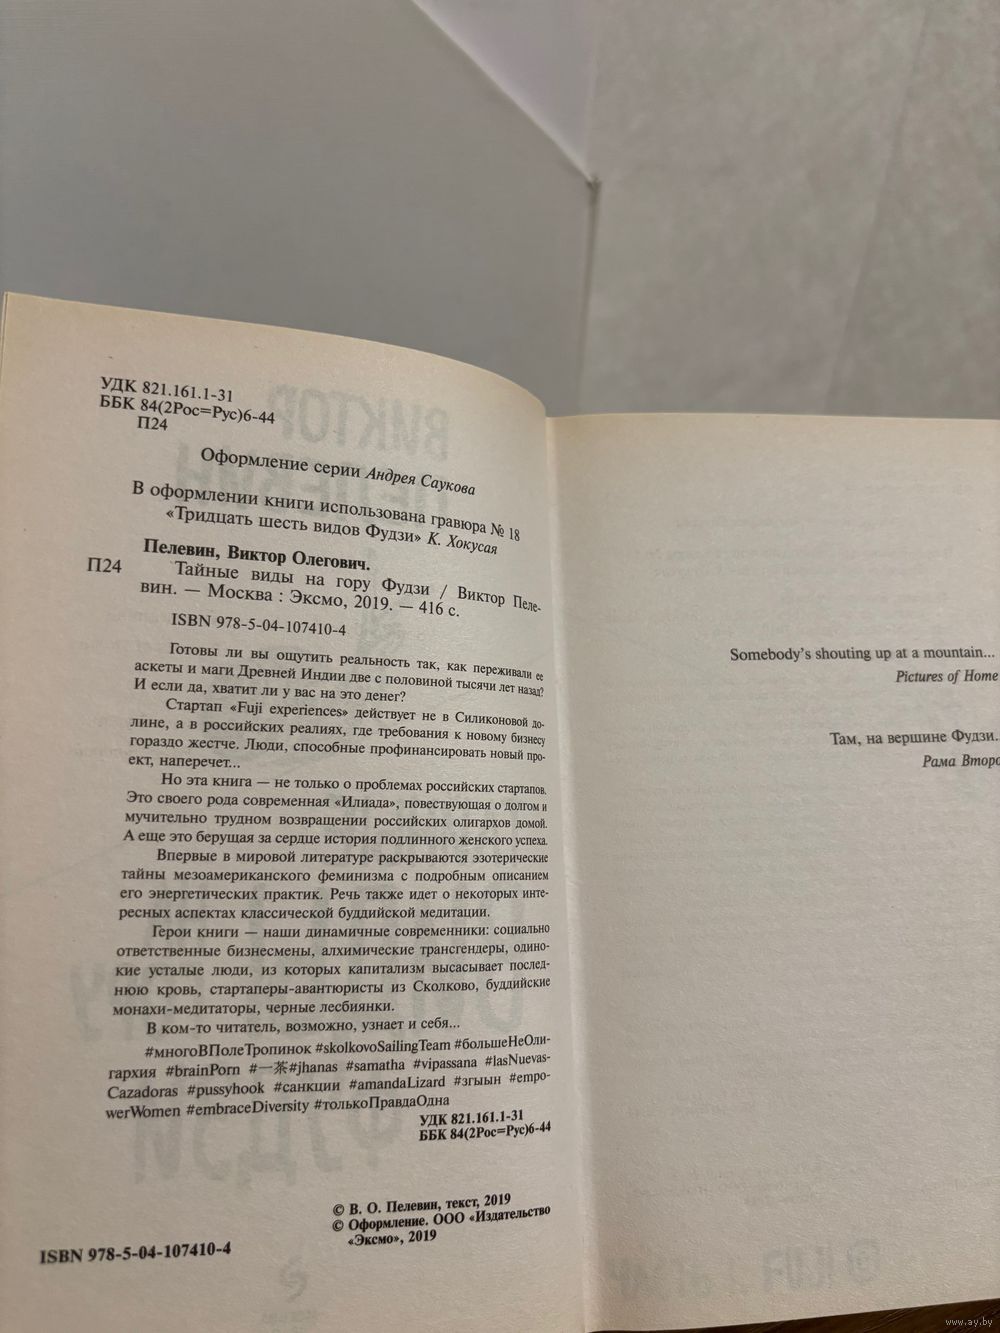 УДК 821.161.1-31
ББК 84(2Рос=Рус)6-44
П24
Оформление серии Андрея Саукова
В оформлении книги использована гравюра № 18
«Тридцать шесть видов Фудзи» К. Хокусая
Пелевин, Виктор Олегович.
П24 Тайные виды на гору Фудзи / Виктор Пеле-
вин. — Москва : Эксмо, 2019. — 416 с.
ISBN 978-5-04-107410-4
Готовы ли вы ощутить реальность так, как переживали ее
аскеты и маги Древней Индии две с половиной тысячи лет назад?
И если да, хватит ли у вас на это денег?
Стартап «Fuji experiences» действует не в Силиконовой до-
лине, а в российских реалиях, где требования к новому бизнесу
гораздо жестче. Люди, способные профинансировать новый про-
ект, наперечет...
Но эта книга — не только о проблемах российских стартапов.
Это своего рода современная «Илиада», повествующая о долгом и
мучительно трудном возвращении российских олигархов домой.
А еще это берущая за сердце история подлинного женского успеха.
Впервые в мировой литературе раскрываются эзотерические
тайны мезоамериканского феминизма с подробным описанием
его энергетических практик. Речь также идет о некоторых инте-
ресных аспектах классической буддийской медитации.
Герои книги — наши динамичные современники: социально
ответственные бизнесмены, алхимические трансгендеры, одино-
кие усталые люди, из которых капитализм высасывает послед-
нюю кровь, стартаперы-авантюристы из Сколково, буддийские
монахи-медитаторы, черные лесбиянки.
В ком-то читатель, возможно, узнает и себя...
#многоВПолеТропинок #skolkovoSailingTeam #большеНеОли-
гархия #brainPorn #一茶#jhanas #samatha #vipassana #lasNuevas-
Cazadoras #pussyhook #санкции #amandaLizard #згыын #empo-
werWomen #embraceDiversity #толькоПравдаОдна
УДК 821.161.1-31
ББК 84(2Рос=Рус)6-44
© В. О. Пелевин, текст, 2019
© Оформление. ООО «Издательство
«Эксмо», 2019
ISBN 978-5-04-107410-4
Somebody's shouting up at a mountain...
Pictures of Home
Там, на вершине Фудзи.
Рама Второ
www.ay.by